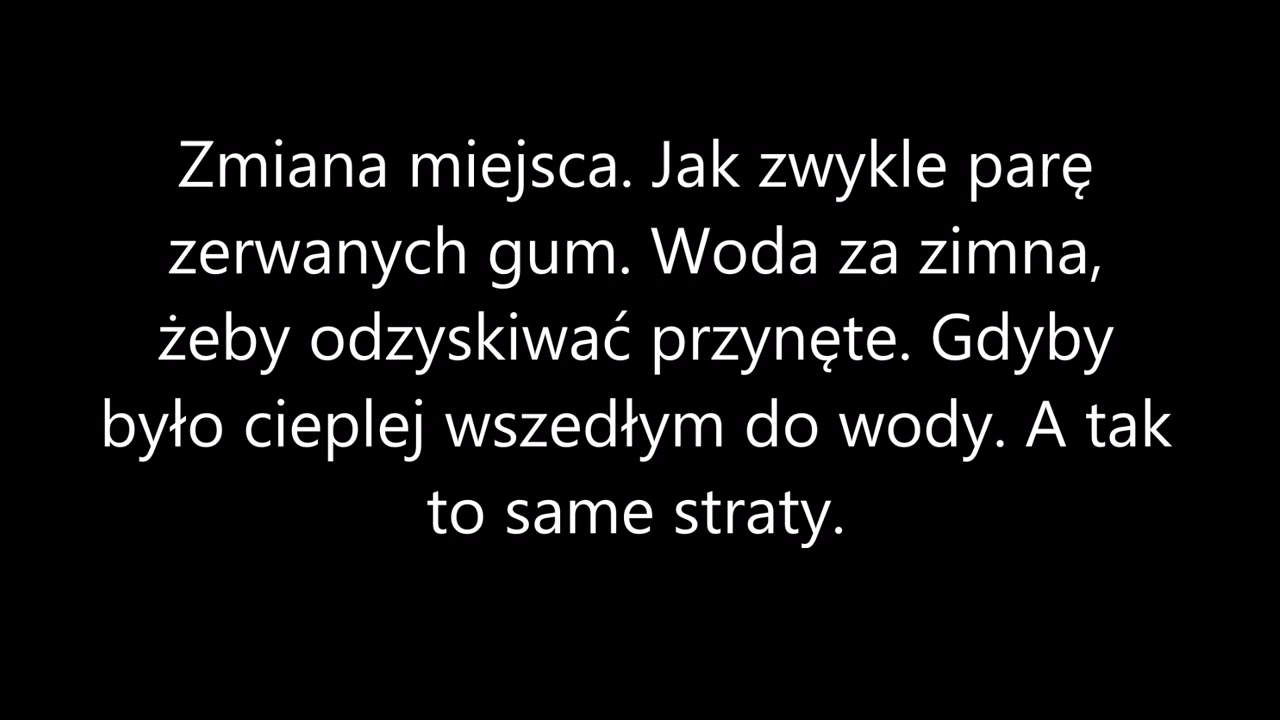 Zmiana miejsca. Jak zwykle parę
zerwanych gum. Woda za zimna,
żeby odzyskiwać przynęte. Gdyby
było cieplej wszedłym do wody. A tak
to same straty.